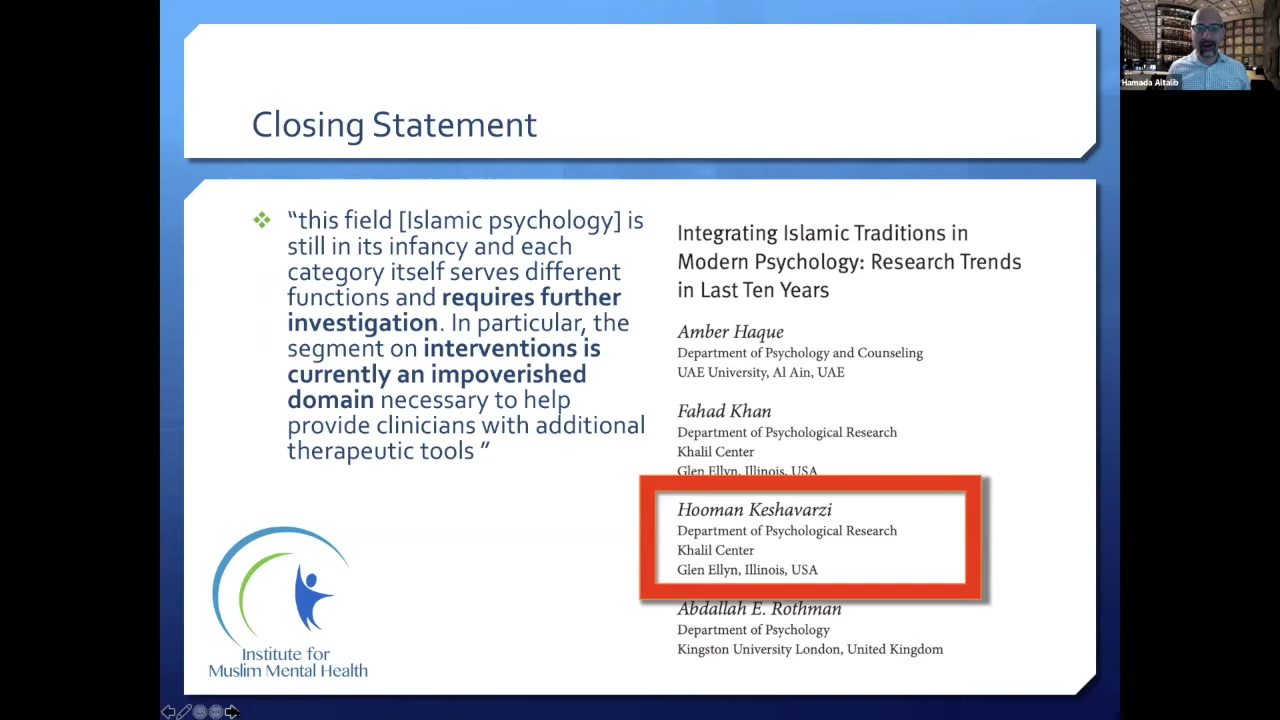 Hamada Altaib
Closing Statement
“this field [Islamic psychology] is
still in its infancy and each
category itself serves different
functions and requires further
investigation. In particular, the
segment on interventions is
currently an impoverished
domain necessary to help
provide clinicians with additional
therapeutic tools ”
Integrating Islamic Traditions in
Modern Psychology: Research Trends
in Last Ten Years
Amber Haque
Department of Psychology and Counseling
UAE University, Al Ain, UAE
Fahad Khan
Department of Psychological Research
Khalil Center
Glen Ellyn, Illinois, USA
Hooman Keshavarzi
Department of Psychological Research
Khalil Center
Glen Ellyn, Illinois, USA
Abdallah E. Rothman
Department of Psychology
Kingston University London, United Kingdom
Institute for
Muslim Mental Health